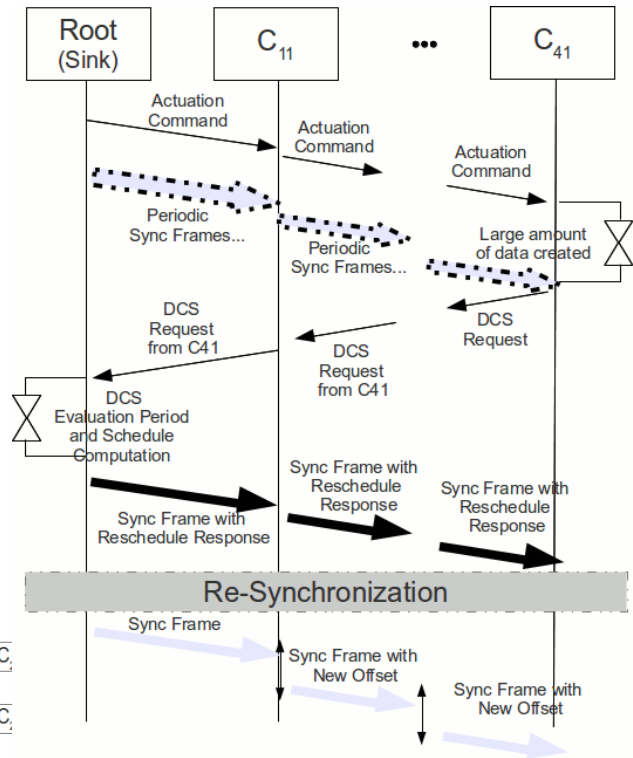 Root
(Sink)
C11
...
C41
Actuation
Command
Actuation
Command
Actuation
Command
Periodic
Sync Frames...
Periodic
Sync Frames...
Large amount
of data created
DCS
Request
DCS
Request
from C41
DCS
Request
from C41
DCS
Evaluation Period
and Schedule
Computation
Sync Frame with
Reschedule Response
Sync Frame with
Reschedule
Response
Sync Frame with
Reschedule
Response
Re-Synchronization
Sync Frame
Sync Frame with
New Offset
Sync Frame with
New Offset